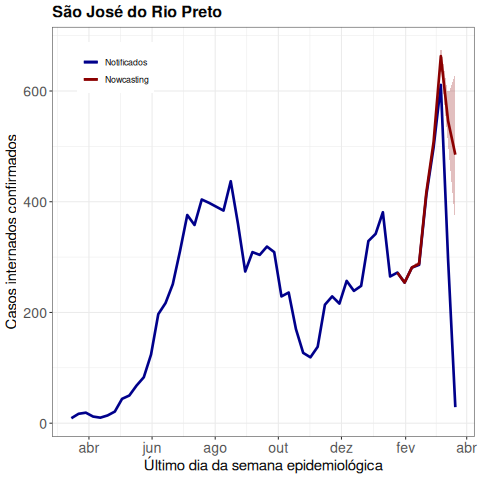 São José do Rio Preto
Notificados
Nowcasting
Casos internados confirmados
600
400
200
0
abr jun ago out dez fev abr
Último dia da semana epidemiológica